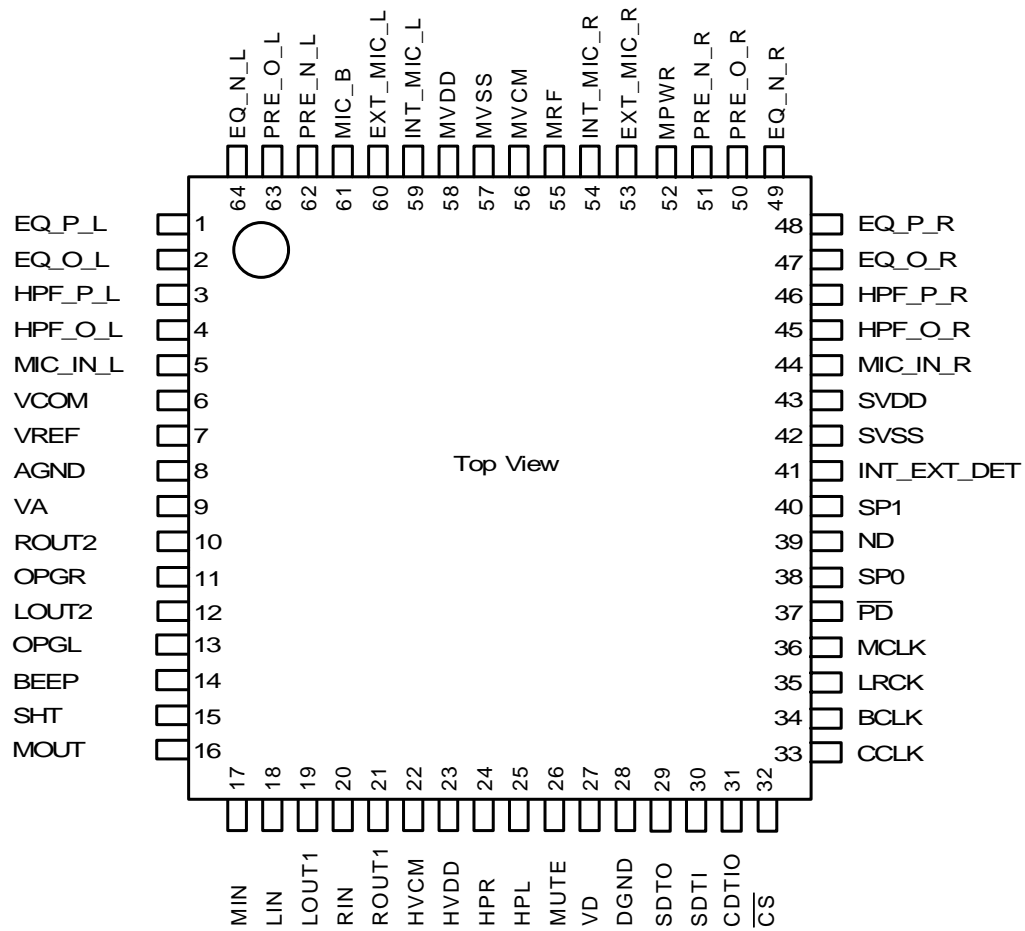 EQ_N_L
PRE_O_L
PRE_N_L
MIC_B
EXT_MIC_L
INT_MIC_L
MVDD
MVSS
MVCM
MRF
INT_MIC_R
EXT_MIC_R
MPWR
PRE_N_R
PRE_O_R
EQ_N_R
64
63
62
61
60
59
58
57
56
55
54
53
52
51
50
49
EQ_P_L 1
EQ_O_L 2
HPF_P_L 3
HPF_O_L 4
MIC_IN_L 5
VCOM 6
VREF 7
AGND 8
VA 9
ROUT2 10
OPGR 11
LOUT2 12
OPGL 13
BEEP 14
SHT 15
MOUT 16
Top View
48 EQ_P_R
47 EQ_O_R
46 HPF_P_R
45 HPF_O_R
44 MIC_IN_R
43 SVDD
42 SVSS
41 INT_EXT_DET
40 SP1
39 ND
38 SP0
37 P̅D̅
36 MCLK
35 LRCK
34 BCLK
33 CCLK
17
18
19
20
21
22
23
24
25
26
27
28
29
30
31
32
MIN
LIN
LOUT1
RIN
ROUT1
HVCM
HVDD
HPR
HPL
MUTE
VD
DGND
SDTO
SDTI
CDTIO
C̅S̅